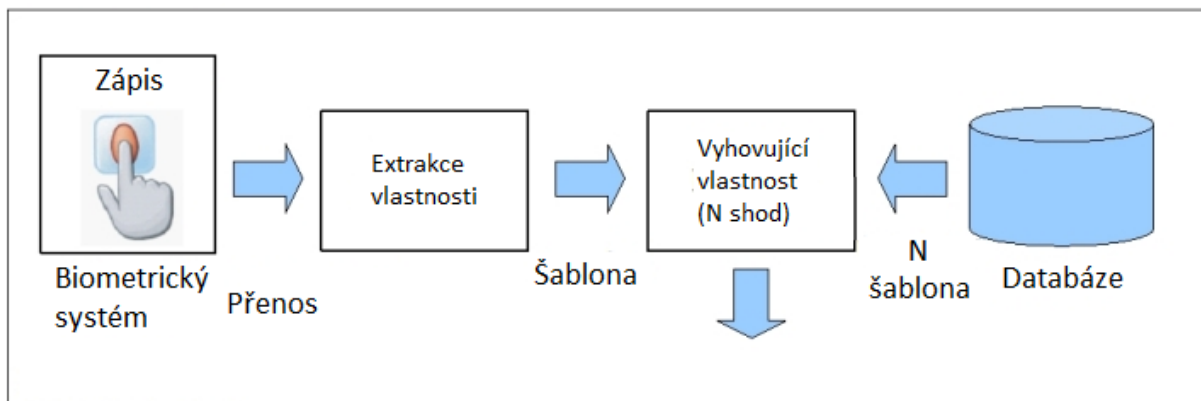 Zápis
Biometrický
systém
Přenos
Extrakce
vlastnosti
Šablona
Vyhovující
vlastnost
(N shod)
N
šablona
Databáze